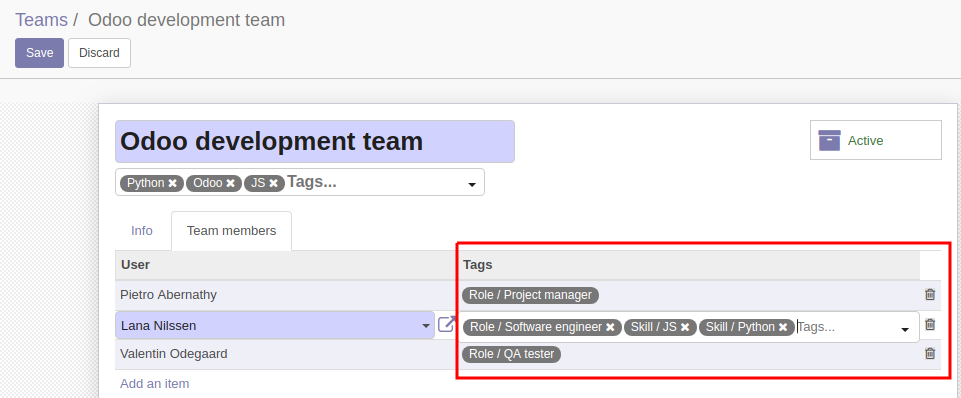 Teams / Odoo development team
Save Discard
Odoo development team
Active
Python Odoo JS Tags...
Info Team members
User Tags
Pietro Abernathy Role / Project manager
Lana Nilssen Role / Software engineer Skill / JS Skill / Python Tags...
Valentin Odegaard Role / QA tester
Add an item